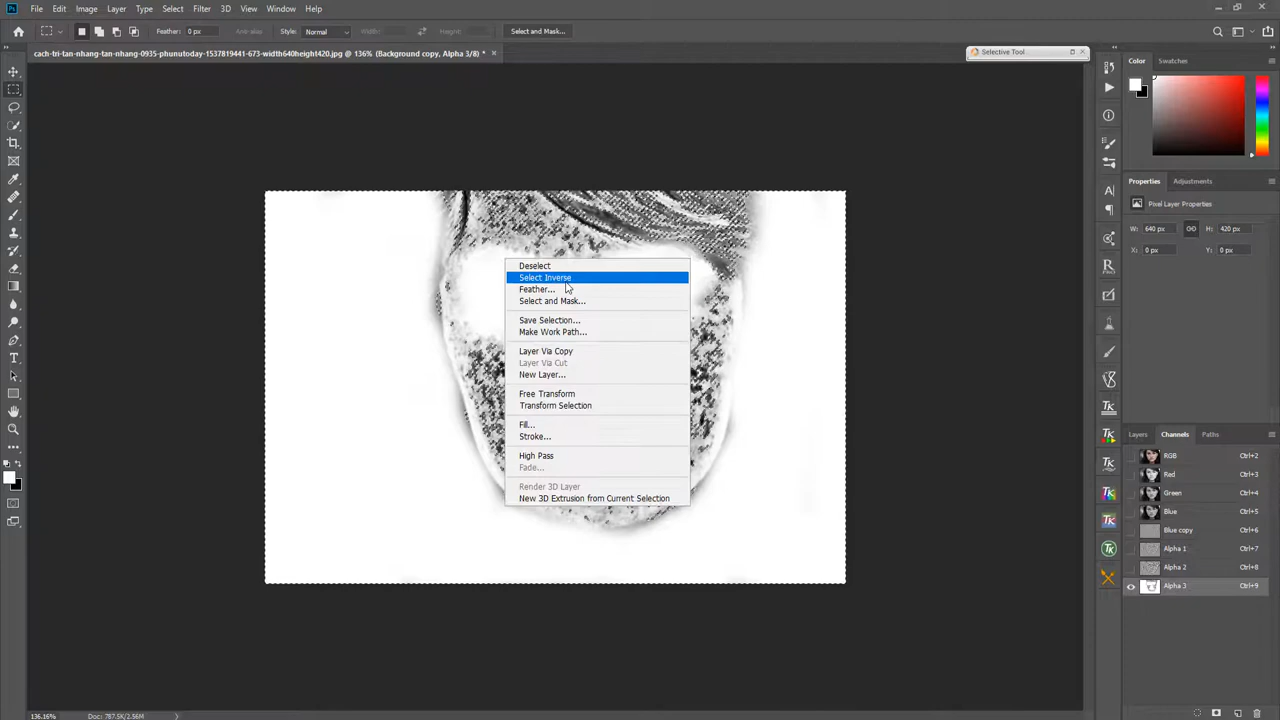 Ps File Edit Image Layer Type Select Filter 3D View Window Help
Feather: 0 px Anti-alias Style: Normal Width: Height: Select and Mask...
cach-tri-tan-nhang-tan-nhang-0935-phunutoday-1537819441-673-width640height420.jpg @ 136% (Background copy, Alpha 3/8) * ×
Selective Tool
Color Swatches
Deselect
Select Inverse
Feather...
Select and Mask...
Save Selection...
Make Work Path...
Layer Via Copy
Layer Via Cut
New Layer...
Free Transform
Transform Selection
Fill...
Stroke...
High Pass
Fade...
Render 3D Layer
New 3D Extrusion from Current Selection
Properties Adjustments
Pixel Layer Properties
W: 640 px H: 420 px
X: 0 px Y: 0 px
Layers Channels Paths
RGB Ctrl+2
Red Ctrl+3
Green Ctrl+4
Blue Ctrl+5
Blue copy Ctrl+6
Alpha 1 Ctrl+7
Alpha 2 Ctrl+8
Alpha 3 Ctrl+9
TK
TK
TK
TK
TK
136.16% Doc: 787.5K/2.56M